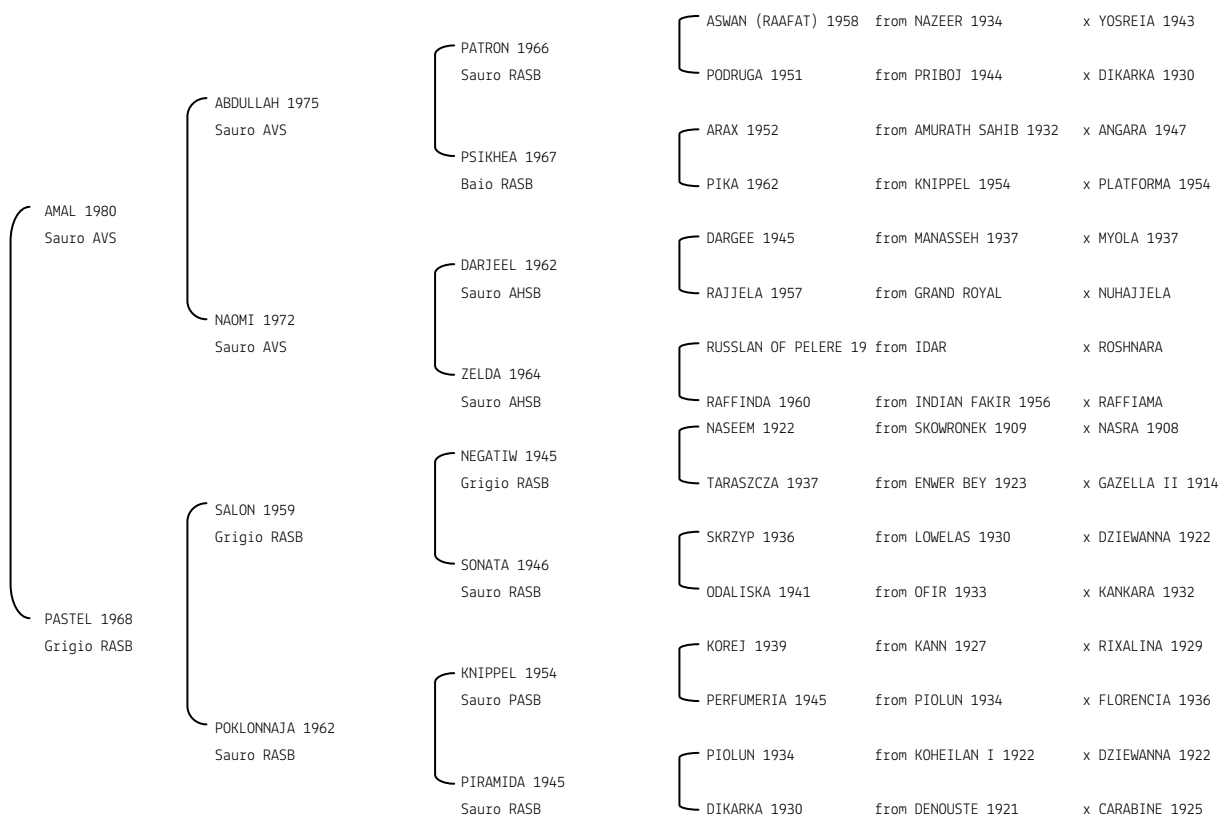 ASWAN (RAAFAT) 1958 from NAZEER 1934 x YOSREIA 1943
PATRON 1966
Sauro RASB
PODRUGA 1951 from PRIBOJ 1944 x DIKARKA 1930
ABDULLAH 1975
Sauro AVS
ARAX 1952 from AMURATH SAHIB 1932 x ANGARA 1947
PSIKHEA 1967
Baio RASB
PIKA 1962 from KNIPPEL 1954 x PLATFORMA 1954
AMAL 1980
Sauro AVS
DARGEE 1945 from MANASSEH 1937 x MYOLA 1937
DARJEEL 1962
Sauro AHSB
RAJJELA 1957 from GRAND ROYAL x NUHAJJELA
NAOMI 1972
Sauro AVS
RUSSLAN OF PELERE 19 from IDAR x ROSHNARA
ZELDA 1964
Sauro AHSB
RAFFINDA 1960 from INDIAN FAKIR 1956 x RAFFIAMA
NASEEM 1922 from SKOWRONEK 1909 x NASRA 1908
NEGATIW 1945
Grigio RASB
TARASZCZA 1937 from ENWER BEY 1923 x GAZELLA II 1914
SALON 1959
Grigio RASB
SKRZYP 1936 from LOWELAS 1930 x DZIEWANNA 1922
SONATA 1946
Sauro RASB
ODALISKA 1941 from OFIR 1933 x KANKARA 1932
PASTEL 1968
Grigio RASB
KOREJ 1939 from KANN 1927 x RIXALINA 1929
KNIPPEL 1954
Sauro PASB
PERFUMERIA 1945 from PIOLUN 1934 x FLORENCIA 1936
POKLONNAJA 1962
Sauro RASB
PIOLUN 1934 from KOHEILAN I 1922 x DZIEWANNA 1922
PIRAMIDA 1945
Sauro RASB
DIKARKA 1930 from DENOUSTE 1921 x CARABINE 1925